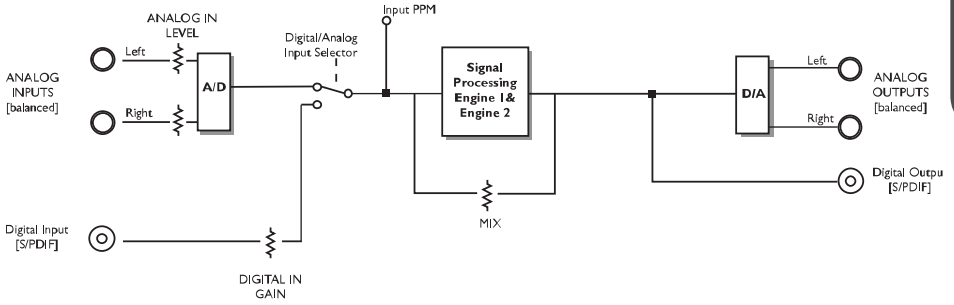 Input PPM
ANALOG IN
LEVEL
Digital/Analog
Input Selector
Left
ANALOG
INPUTS
[balanced]
A/D
Right
Signal
Processing
Engine 1&
Engine 2
D/A
Left
ANALOG
OUTPUTS
[balanced]
Right
MIX
Digital Outpu
[S/PDIF]
Digital Input
[S/PDIF]
DIGITAL IN
GAIN